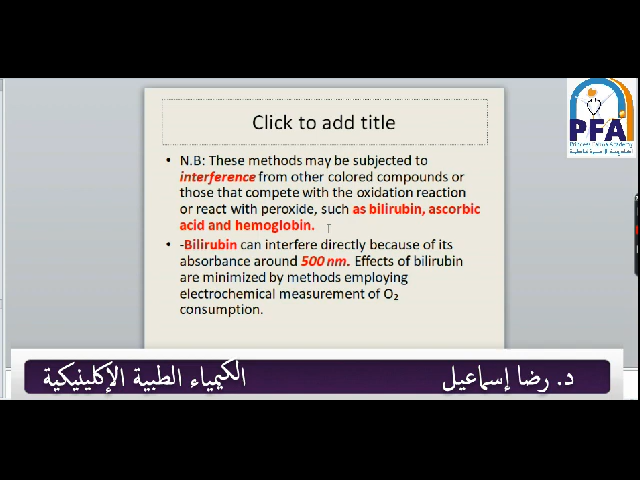 PFA
Princess Fatima Academy
Click to add title
• N.B: These methods may be subjected to
interference from other colored compounds or
those that compete with the oxidation reaction
or react with peroxide, such as bilirubin, ascorbic
acid and hemoglobin.
• -Bilirubin can interfere directly because of its
absorbance around 500 nm. Effects of bilirubin
are minimized by methods employing
electrochemical measurement of O₂
consumption.
د. رضا إسماعيل
الكيمياء الطبية الإكلينيكية